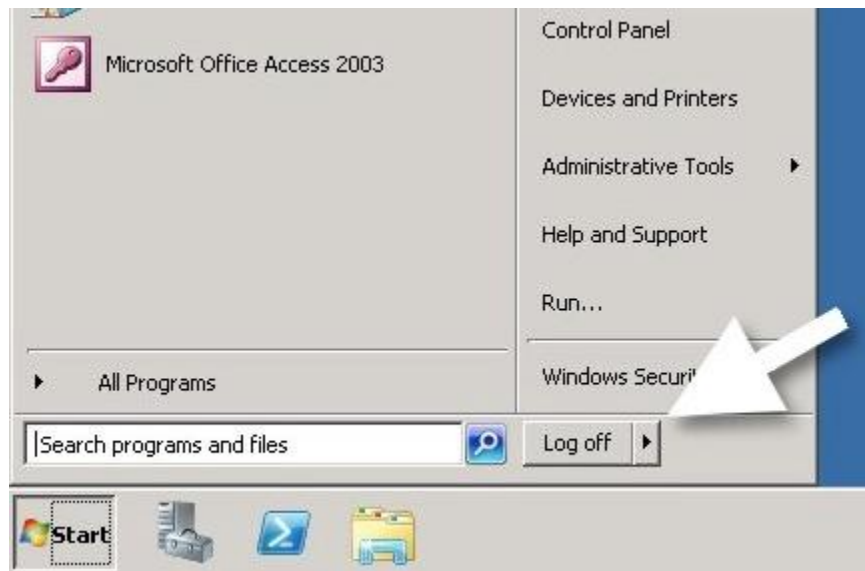 Microsoft Office Access 2003
All Programs
Search programs and files
Control Panel
Devices and Printers
Administrative Tools
Help and Support
Run...
Windows
Log off
Start